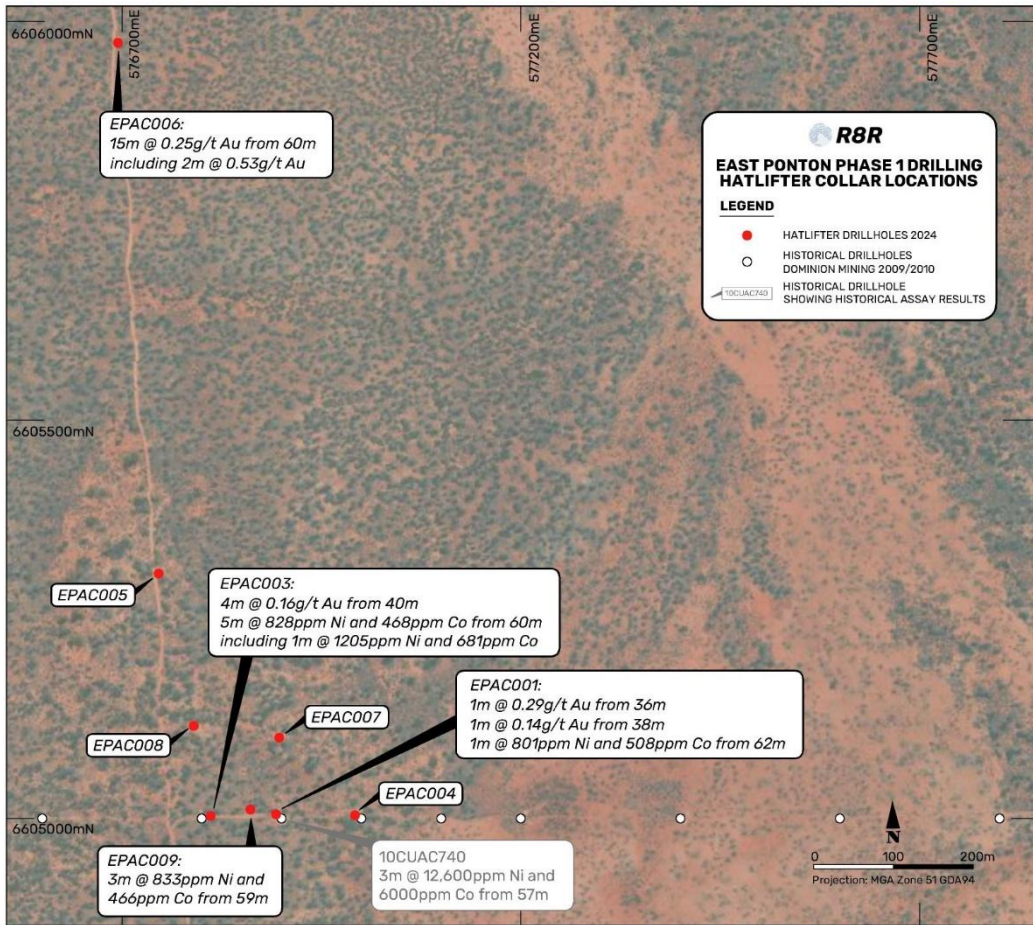 6606000mN
576700mE
577200mE
577700mE
EPAC006:
15m @ 0.25g/t Au from 60m
including 2m @ 0.53g/t Au
R8R
EAST PONTON PHASE 1 DRILLING
HATLIFTER COLLAR LOCATIONS
LEGEND
HATLIFTER DRILLHOLES 2024
HISTORICAL DRILLHOLES
DOMINION MINING 2009/2010
10CUAC740
HISTORICAL DRILLHOLE
SHOWING HISTORICAL ASSAY RESULTS
6605500mN
EPAC005
EPAC003:
4m @ 0.16g/t Au from 40m
5m @ 828ppm Ni and 468ppm Co from 60m
including 1m @ 1205ppm Ni and 681ppm Co
EPAC001:
1m @ 0.29g/t Au from 36m
1m @ 0.14g/t Au from 38m
1m @ 801ppm Ni and 508ppm Co from 62m
EPAC008
EPAC007
EPAC004
6605000mN
EPAC009:
3m @ 833ppm Ni and
466ppm Co from 59m
10CUAC740
3m @ 12,600ppm Ni and
6000ppm Co from 57m
N
0 100 200m
Projection: MGA Zone 51 GDA94